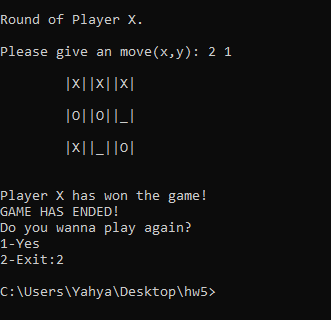 Round of Player X.
Please give an move(x,y): 2 1
|X||X||X|
|O||O||_|
|X||_||O|
Player X has won the game!
GAME HAS ENDED!
Do you wanna play again?
1-Yes
2-Exit:2
C:\Users\Yahya\Desktop\hw5>